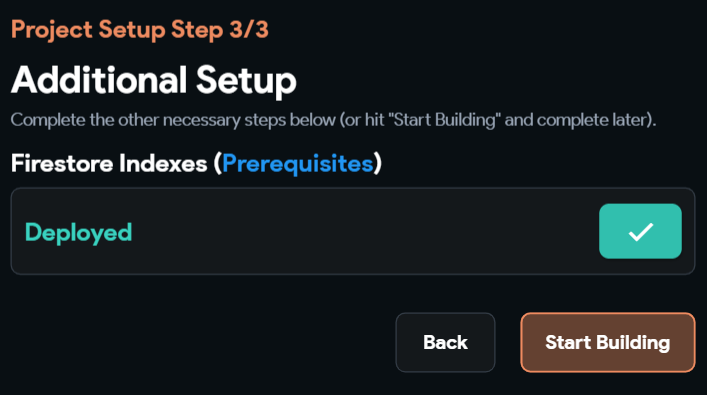 Project Setup Step 3/3
Additional Setup
Complete the other necessary steps below (or hit "Start Building" and complete later).
Firestore Indexes (Prerequisites)
Deployed
Back
Start Building